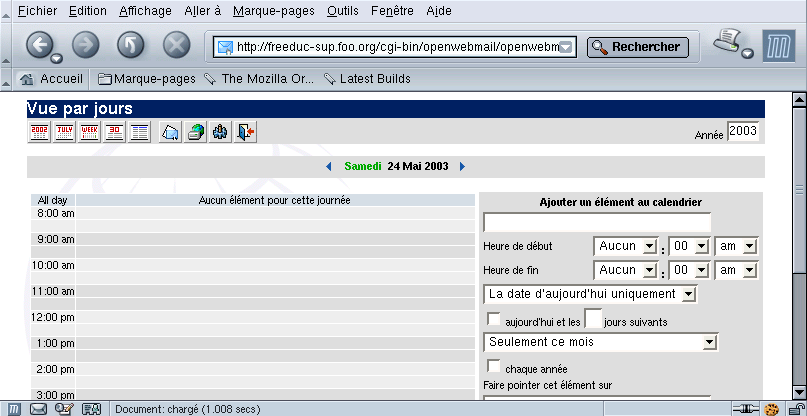 Fichier Edition Affichage Aller à Marque-pages Outils Fenêtre Aide
http://freeduc-sup.foo.org/cgi-bin/openwebmail/openwebm
Rechercher
Accueil Marque-pages The Mozilla Or... Latest Builds
Vue par jours
2002 JULY WEEK 30
Année 2003
Samedi 24 Mai 2003
All day Aucun élément pour cette journée
8:00 am
9:00 am
10:00 am
11:00 am
12:00 pm
1:00 pm
2:00 pm
3:00 pm
Ajouter un élément au calendrier
Heure de début Aucun : 00 am
Heure de fin Aucun : 00 am
La date d'aujourd'hui uniquement
aujourd'hui et les jours suivants
Seulement ce mois
chaque année
Faire pointer cet élément sur
Document: chargé (1.008 secs)